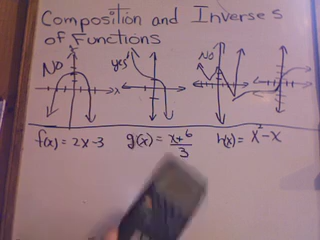 Composition and Inverses
of Functions
NO
yes
NO
x
f(x) = 2x-3
g(x) = x+6/3
h(x) = x²-x